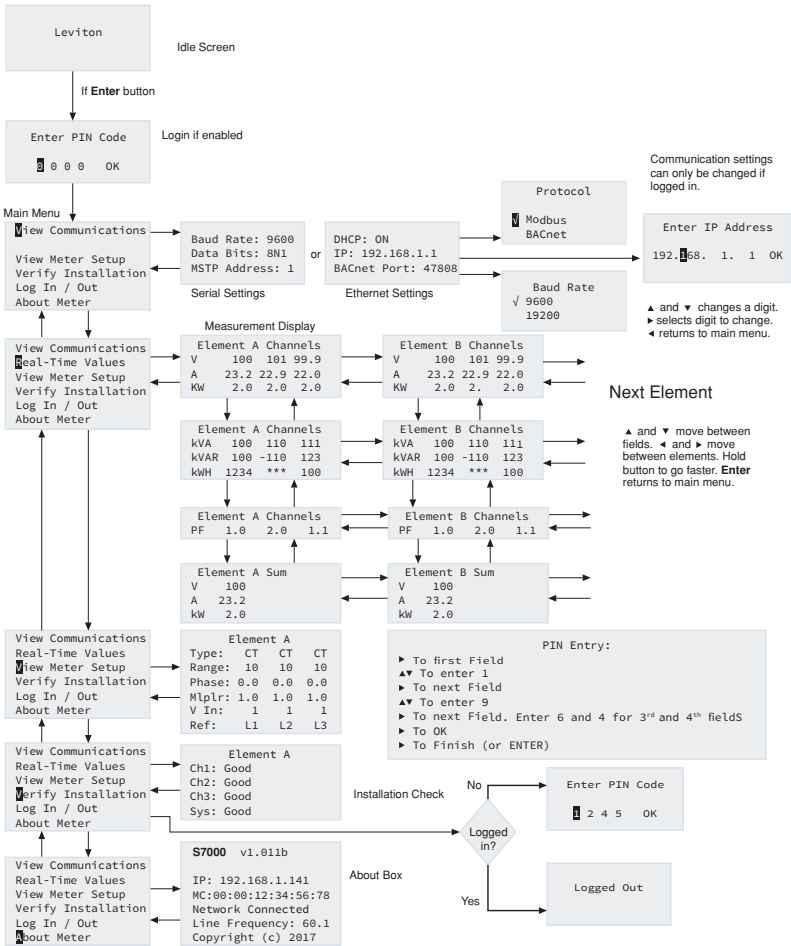 Leviton
Idle Screen
If Enter button
Enter PIN Code
0 0 0 0 OK
Login if enabled
Main Menu
View Communications
View Meter Setup
Verify Installation
Log In / Out
About Meter
Baud Rate: 9600
Data Bits: 8N1
MSTP Address: 1
Serial Settings
or
DHCP: ON
IP: 192.168.1.1
BACnet Port: 47808
Ethernet Settings
Protocol
√ Modbus
BACnet
Baud Rate
√ 9600
19200
Communication settings
can only be changed if
logged in.
Enter IP Address
192.168. 1. 1 OK
▲ and ▼ changes a digit.
► selects digit to change.
◄ returns to main menu.
View Communications
Real-Time Values
View Meter Setup
Verify Installation
Log In / Out
About Meter
Measurement Display
Element A Channels
V 100 101 99.9
A 23.2 22.9 22.0
KW 2.0 2.0 2.0
Element B Channels
V 100 101 99.9
A 23.2 22.9 22.0
KW 2.0 2. 2.0
Next Element
▲ and ▼ move between
fields. ◄ and ► move
between elements. Hold
button to go faster. Enter
returns to main menu.
Element A Channels
kVA 100 110 111
kVAR 100 -110 123
kWH 1234 *** 100
Element B Channels
kVA 100 110 111
kVAR 100 -110 123
kWH 1234 *** 100
Element A Channels
PF 1.0 2.0 1.1
Element B Channels
PF 1.0 2.0 1.1
Element A Sum
V 100
A 23.2
kW 2.0
Element B Sum
V 100
A 23.2
kW 2.0
View Communications
Real-Time Values
View Meter Setup
Verify Installation
Log In / Out
About Meter
Element A
Type: CT CT CT
Range: 10 10 10
Phase: 0.0 0.0 0.0
Mlplr: 1.0 1.0 1.0
V In: 1 1 1
Ref: L1 L2 L3
PIN Entry:
► To first Field
▲▼ To enter 1
► To next Field
▲▼ To enter 9
► To next Field. Enter 6 and 4 for 3rd and 4th fieldS
► To OK
► To Finish (or ENTER)
View Communications
Real-Time Values
View Meter Setup
Verify Installation
Log In / Out
About Meter
Element A
Ch1: Good
Ch2: Good
Ch3: Good
Sys: Good
Installation Check
Logged
in?
No
Yes
Enter PIN Code
1 2 4 5 OK
Logged Out
View Communications
Real-Time Values
View Meter Setup
Verify Installation
Log In / Out
About Meter
S7000 v1.011b
IP: 192.168.1.141
MC:00:00:12:34:56:78
Network Connected
Line Frequency: 60.1
Copyright (c) 2017
About Box